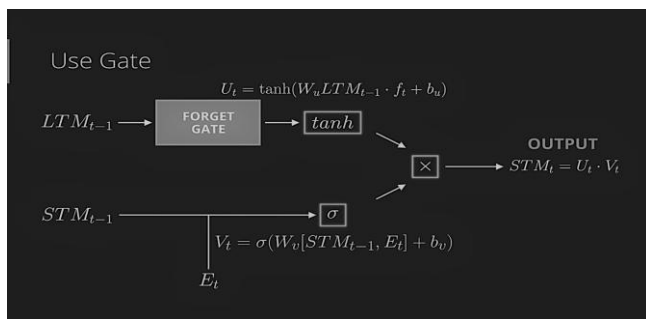 Use Gate
U_t = tanh(W_u LTM_{t-1} · f_t + b_u)
LTM_{t-1}
FORGET
GATE
tanh
×
OUTPUT
STM_t = U_t · V_t
STM_{t-1}
σ
V_t = σ(W_v[STM_{t-1}, E_t] + b_v)
E_t